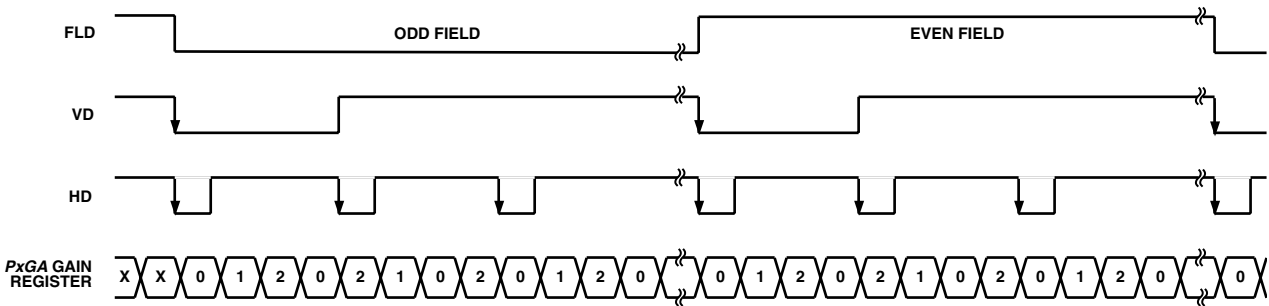 FLD
ODD FIELD
EVEN FIELD
VD
HD
PxGA GAIN
REGISTER
X X 0 1 2 0 2 1 0 2 0 1 2 0 0 1 2 0 2 1 0 2 0 1 2 0 0